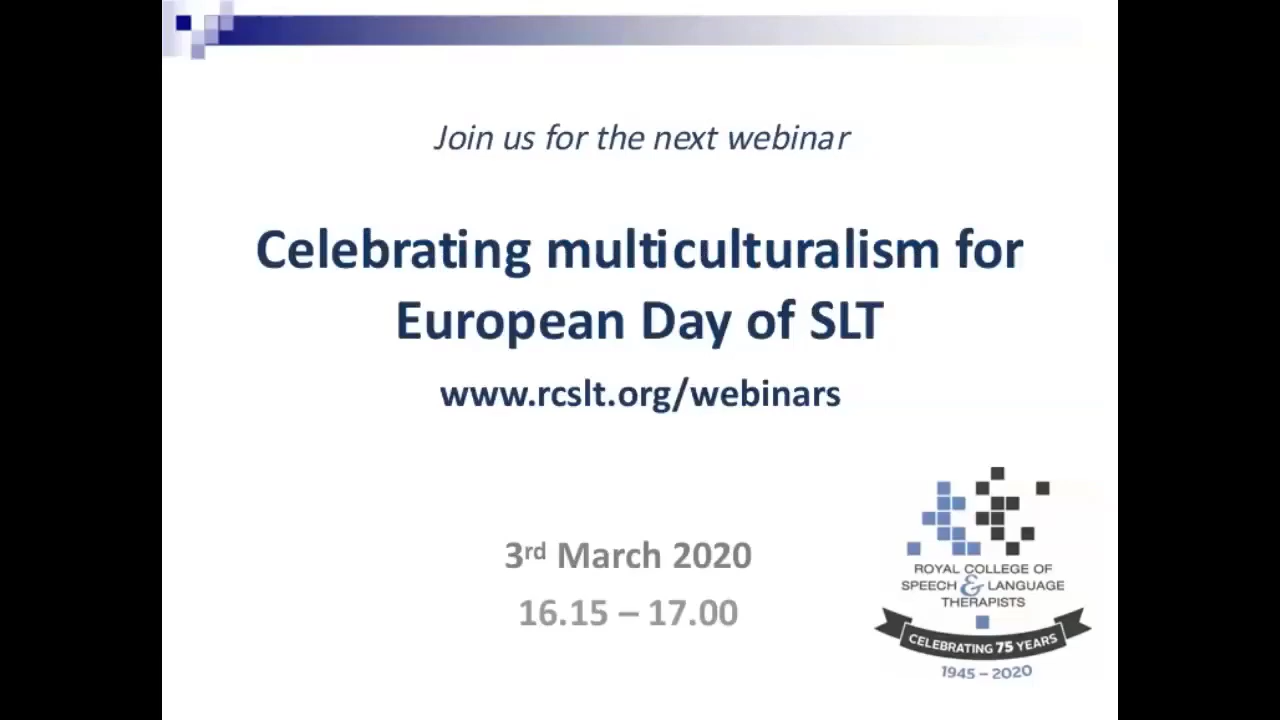 Join us for the next webinar
Celebrating multiculturalism for
European Day of SLT
www.rcslt.org/webinars
3rd March 2020
16.15 – 17.00
ROYAL COLLEGE OF
SPEECH & LANGUAGE
THERAPISTS
CELEBRATING 75 YEARS
1945 – 2020